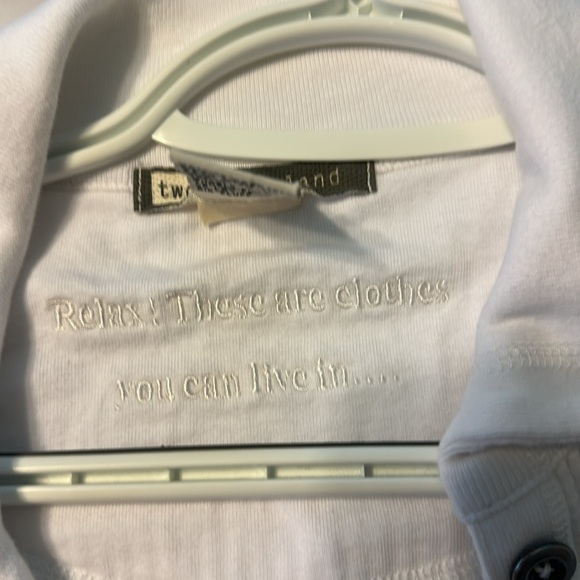 Relax! These are clothes
you can live in....